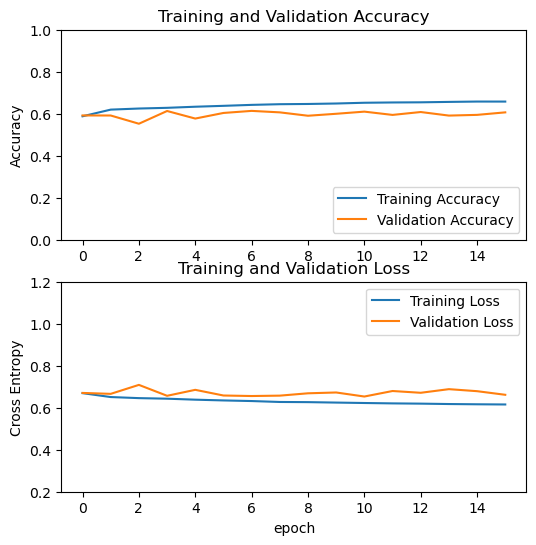 Training and Validation Accuracy
1.0
0.8
0.6
0.4
0.2
0.0
Accuracy
Training Accuracy
Validation Accuracy
0 2 4 6 8 10 12 14
Training and Validation Loss
1.2
1.0
0.8
0.6
0.4
0.2
Cross Entropy
Training Loss
Validation Loss
0 2 4 6 8 10 12 14
epoch